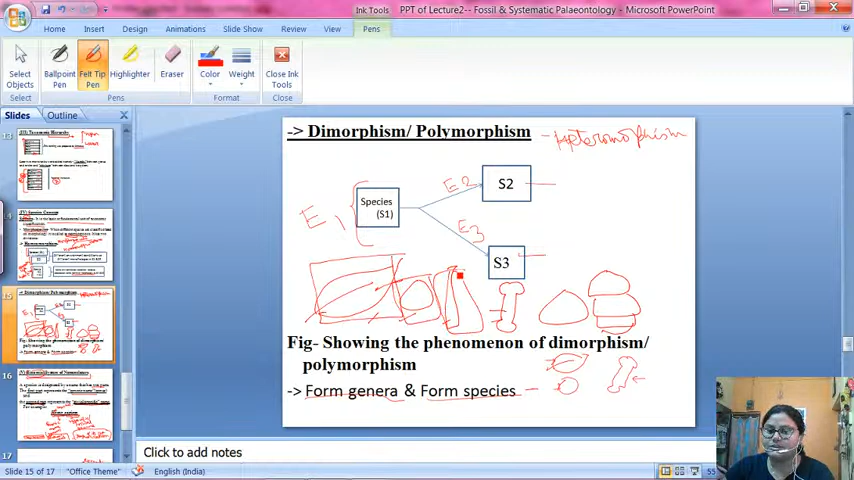 Ink Tools
PPT of Lecture2-- Fossil & Systematic Palaeontology - Microsoft PowerPoint
Home Insert Design Animations Slide Show Review View Pens
Select Objects Ballpoint Pen Felt Tip Pen Highlighter Eraser Color Weight Close Ink Tools
Select Pens Format Close
Slides Outline
13
14
15
16
17
-> Dimorphism/ Polymorphism - Heteromorphism
E1 Species (S1) E2 S2
E3 S3
Fig- Showing the phenomenon of dimorphism/
polymorphism
-> Form genera & Form species -
Click to add notes
Slide 15 of 17 "Office Theme" English (India) 55